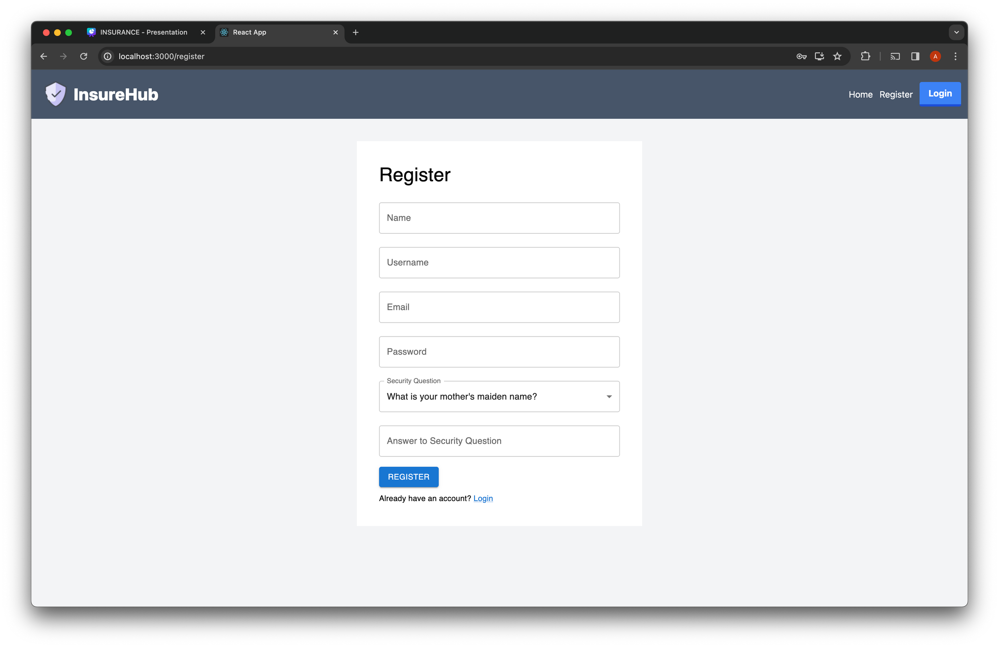 INSURANCE - Presentation
React App
localhost:3000/register
A
InsureHub
Home Register Login
Register
Name
Username
Email
Password
Security Question
What is your mother's maiden name?
Answer to Security Question
REGISTER
Already have an account? Login